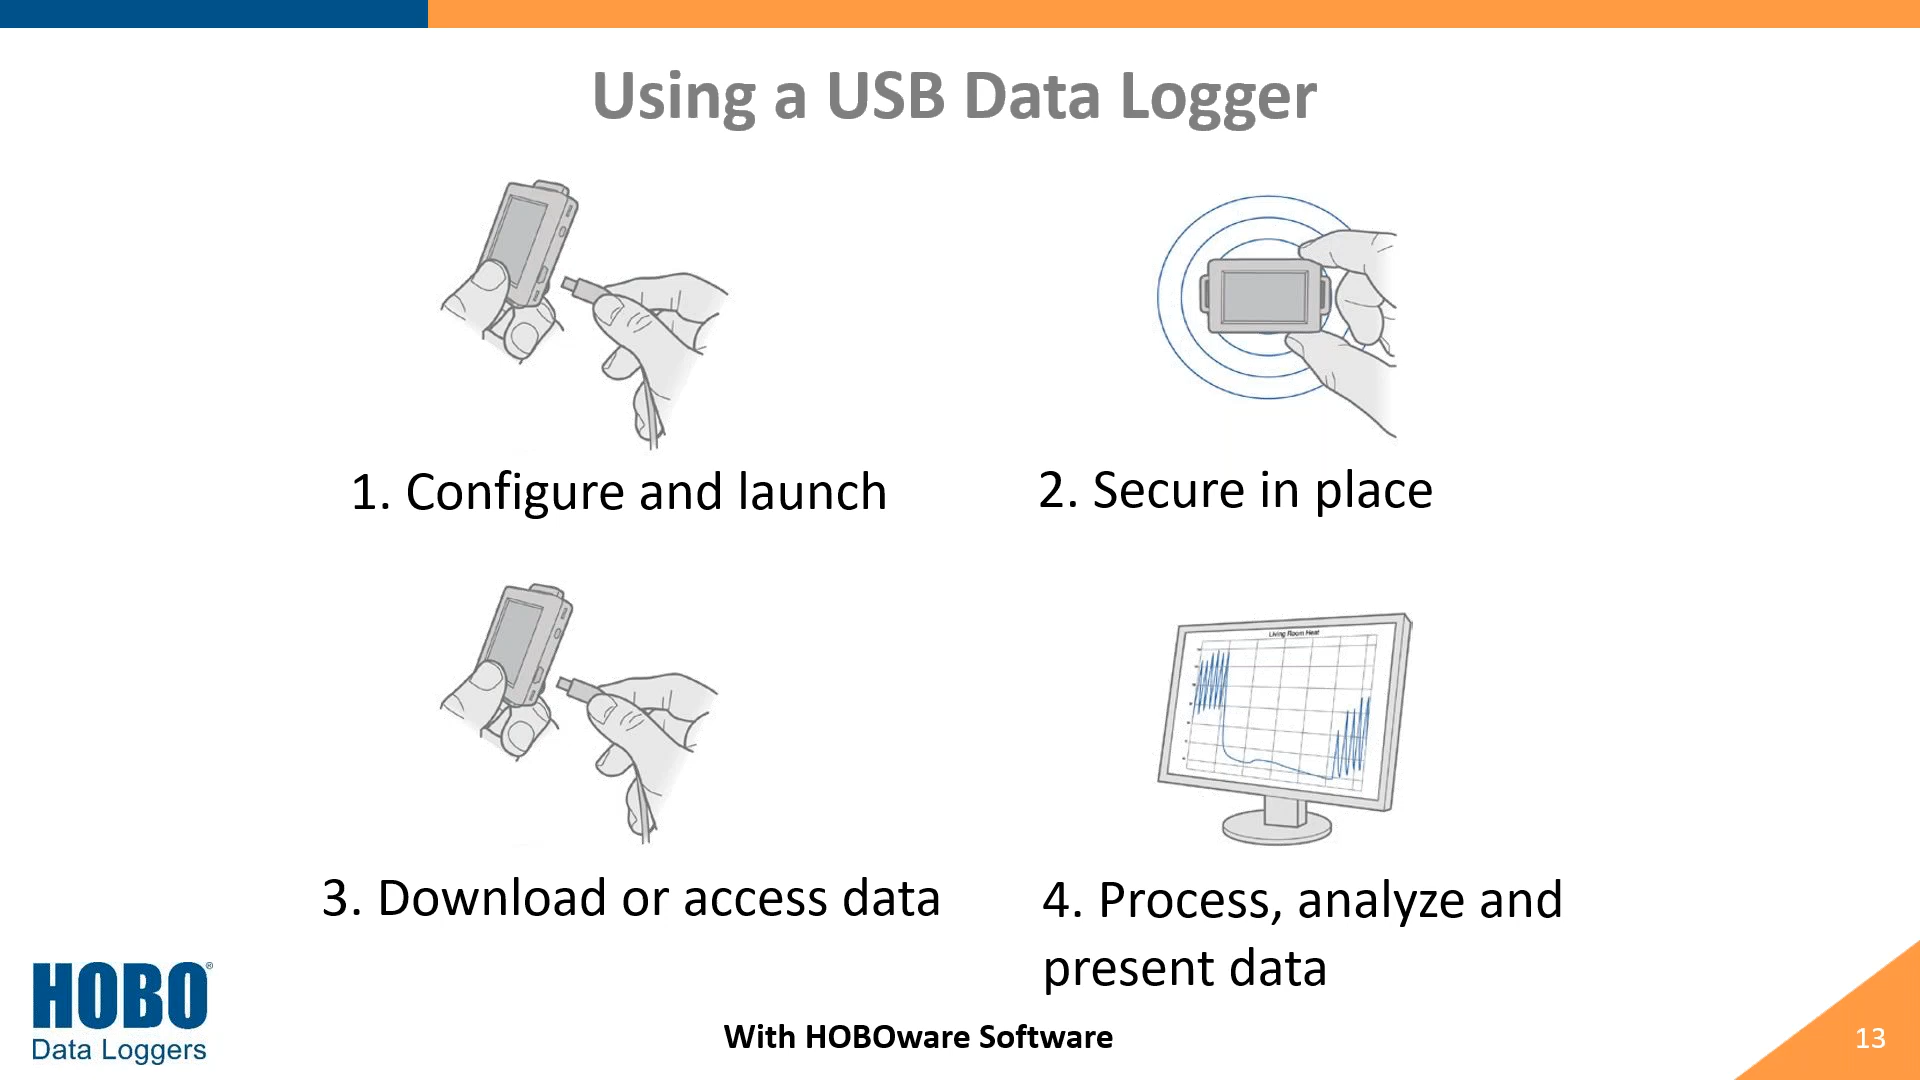 Using a USB Data Logger
1. Configure and launch
2. Secure in place
Living Room Heat
3. Download or access data
4. Process, analyze and
present data
HOBO®
Data Loggers
With HOBOware Software
13